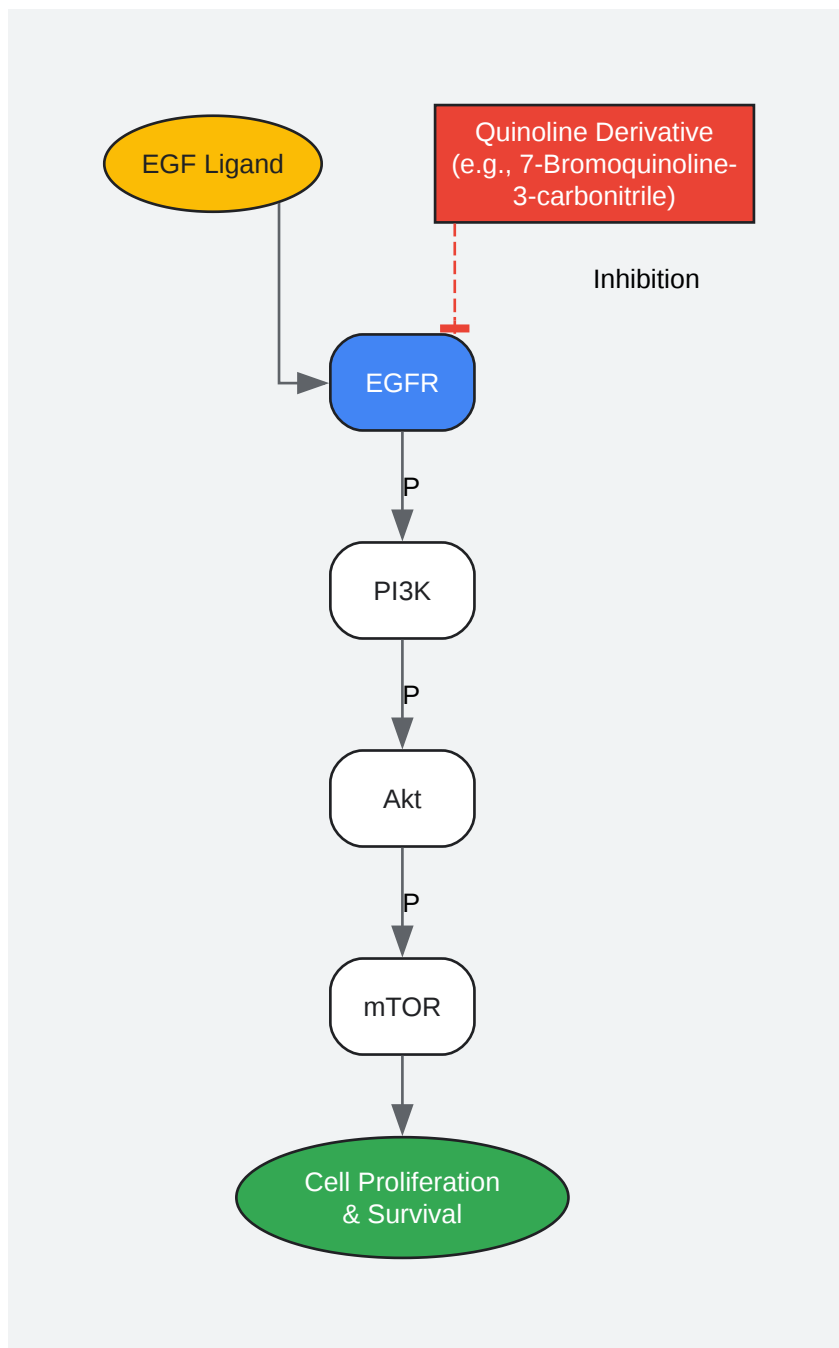 EGF Ligand
Quinoline Derivative
(e.g., 7-Bromoquinoline-
3-carbonitrile)
Inhibition
EGFR
P
PI3K
P
Akt
P
mTOR
Cell Proliferation
& Survival